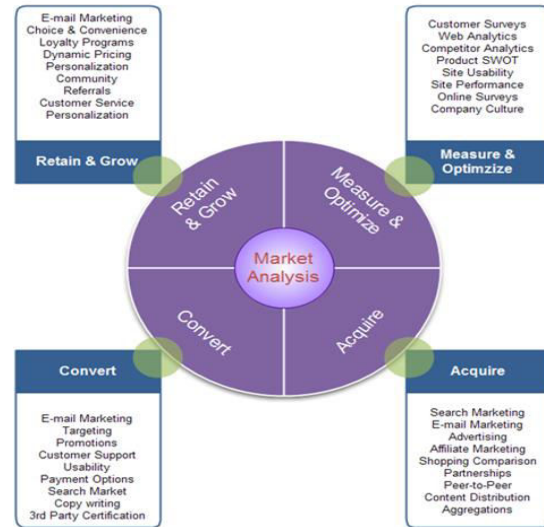 E-mail Marketing
Choice & Convenience
Loyalty Programs
Dynamic Pricing
Personalization
Community
Referrals
Customer Service
Personalization
Retain & Grow
Customer Surveys
Web Analytics
Competitor Analytics
Product SWOT
Site Usability
Site Performance
Online Surveys
Company Culture
Measure &
Optimzize
Retain
& Grow
Measure &
Optimize
Market
Analysis
Convert
Acquire
Convert
E-mail Marketing
Targeting
Promotions
Customer Support
Usability
Payment Options
Search Market
Copy writing
3rd Party Certification
Acquire
Search Marketing
E-mail Marketing
Advertising
Affiliate Marketing
Shopping Comparison
Partnerships
Peer-to-Peer
Content Distribution
Aggregations